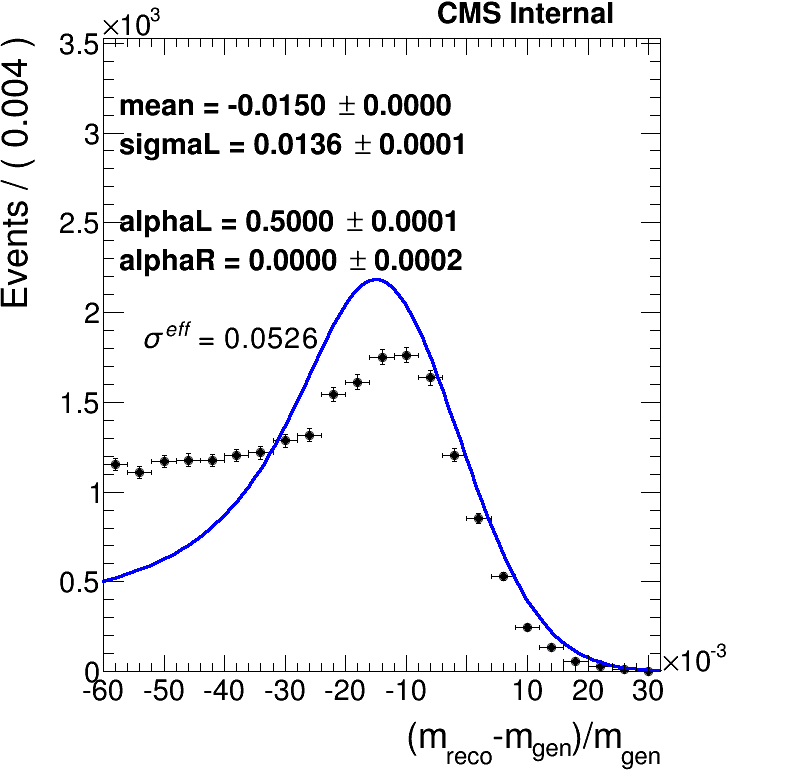 CMS Internal
×10³
Events / ( 0.004 )
3.5
3
2.5
2
1.5
1
0.5
0
mean = -0.0150 ± 0.0000
sigmaL = 0.0136 ± 0.0001
alphaL = 0.5000 ± 0.0001
alphaR = 0.0000 ± 0.0002
σ^eff = 0.0526
-60 -50 -40 -30 -20 -10 10 20 30
×10⁻³
(m_reco-m_gen)/m_gen